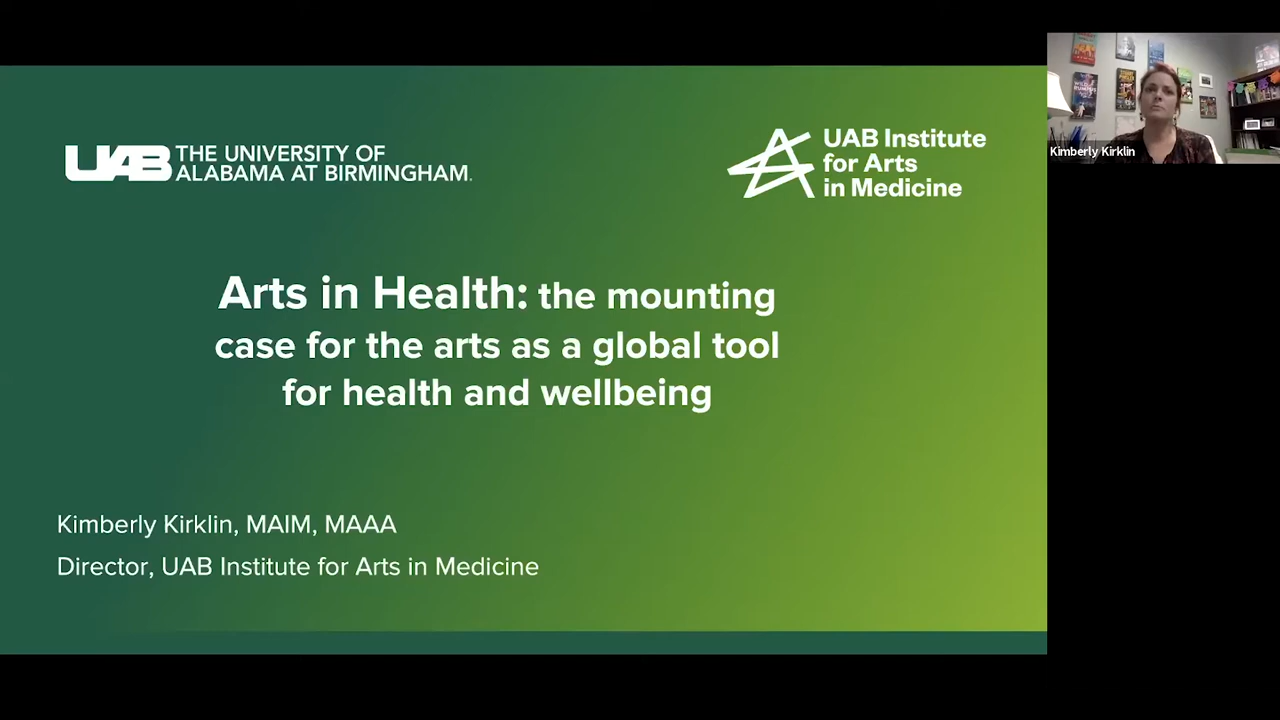 UAB THE UNIVERSITY OF
ALABAMA AT BIRMINGHAM.
UAB Institute
for Arts
in Medicine
Kimberly Kirklin
Arts in Health: the mounting
case for the arts as a global tool
for health and wellbeing
Kimberly Kirklin, MAIM, MAAA
Director, UAB Institute for Arts in Medicine